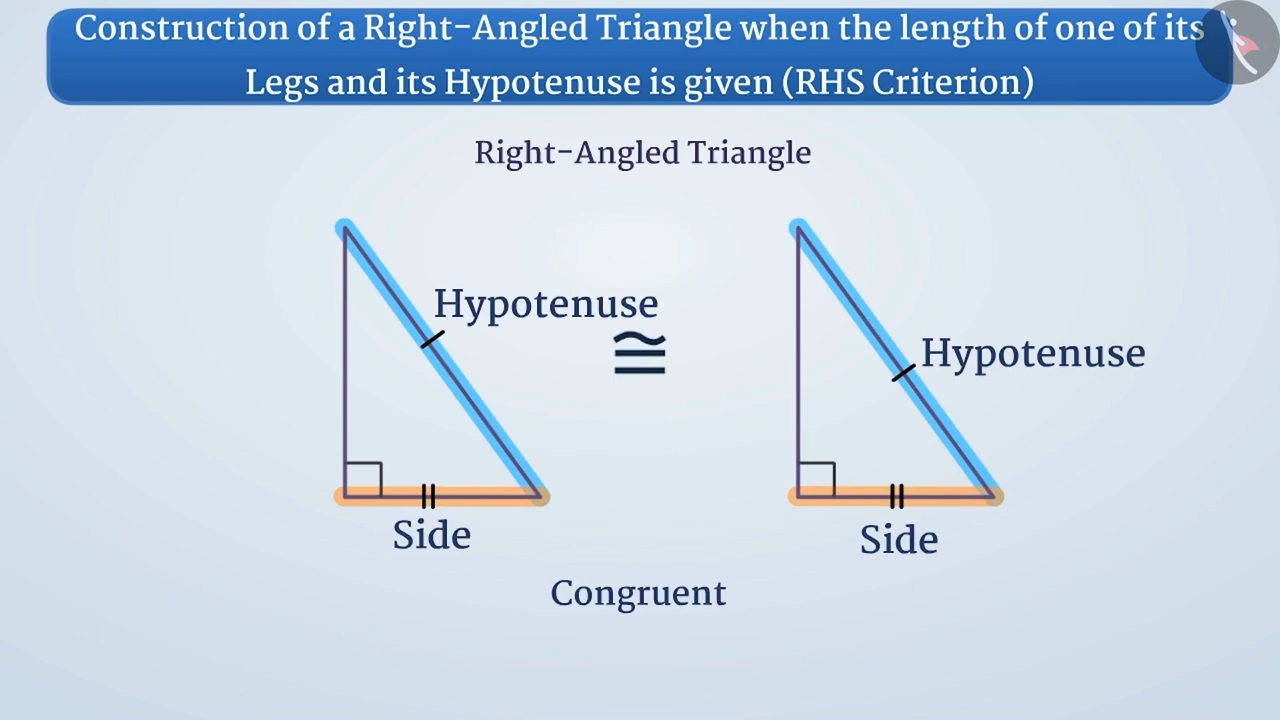 Construction of a Right-Angled Triangle when the length of one of its
Legs and its Hypotenuse is given (RHS Criterion)
Right-Angled Triangle
Hypotenuse
≅
Hypotenuse
Side
Side
Congruent